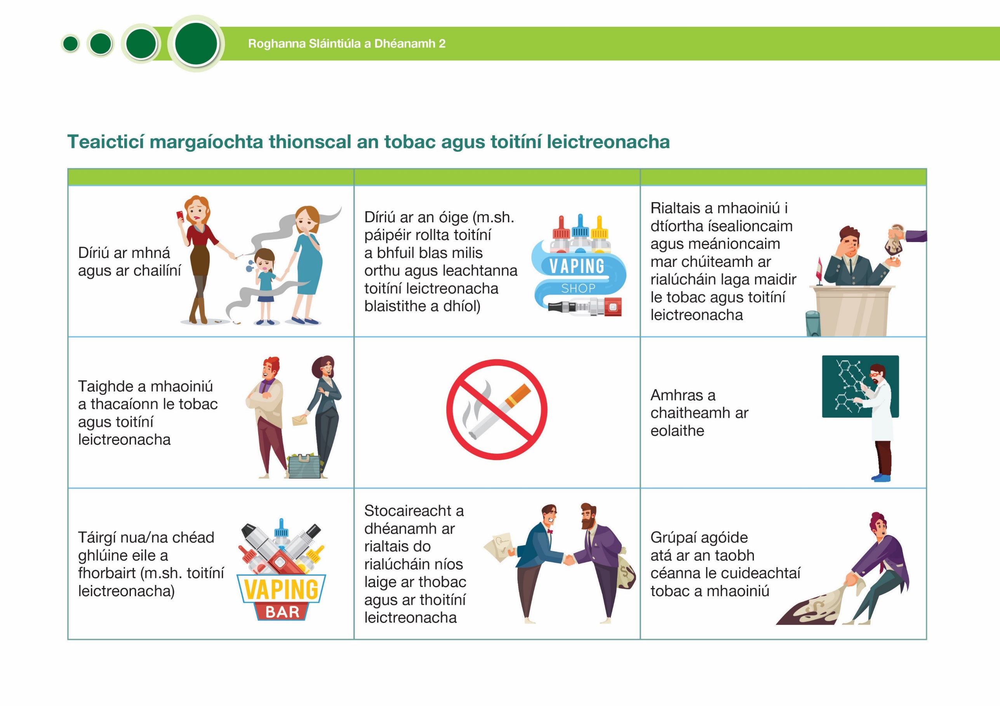 Roghanna Sláintiúla a Dhéanamh 2
Teaicticí margaíochta thionscal an tobac agus toitíní leictreonacha
Díriú ar mhná
agus ar chailíní
Díriú ar an óige (m.sh.
páipéir rollta toitíní
a bhfuil blas milis
orthu agus leachtanna
toitíní leictreonacha
blaistithe a dhíol)
VAPING
SHOP
Rialtais a mhaoiniú i
dtíortha ísealioncaim
agus meánioncaim
mar chúiteamh ar
rialúcháin laga maidir
le tobac agus toitíní
leictreonacha
Taighde a mhaoiniú
a thacaíonn le tobac
agus toitíní
leictreonacha
Amhras a
chaitheamh ar
eolaithe
Táirgí nua/na chéad
ghlúine eile a
fhorbairt (m.sh. toitíní
leictreonacha)
VAPING
BAR
Stocaireacht a
dhéanamh ar
rialtais do
rialúcháin níos
laige ar thobac
agus ar thoitíní
leictreonacha
Grúpaí agóide
atá ar an taobh
céanna le cuideachtaí
tobac a mhaoiniú